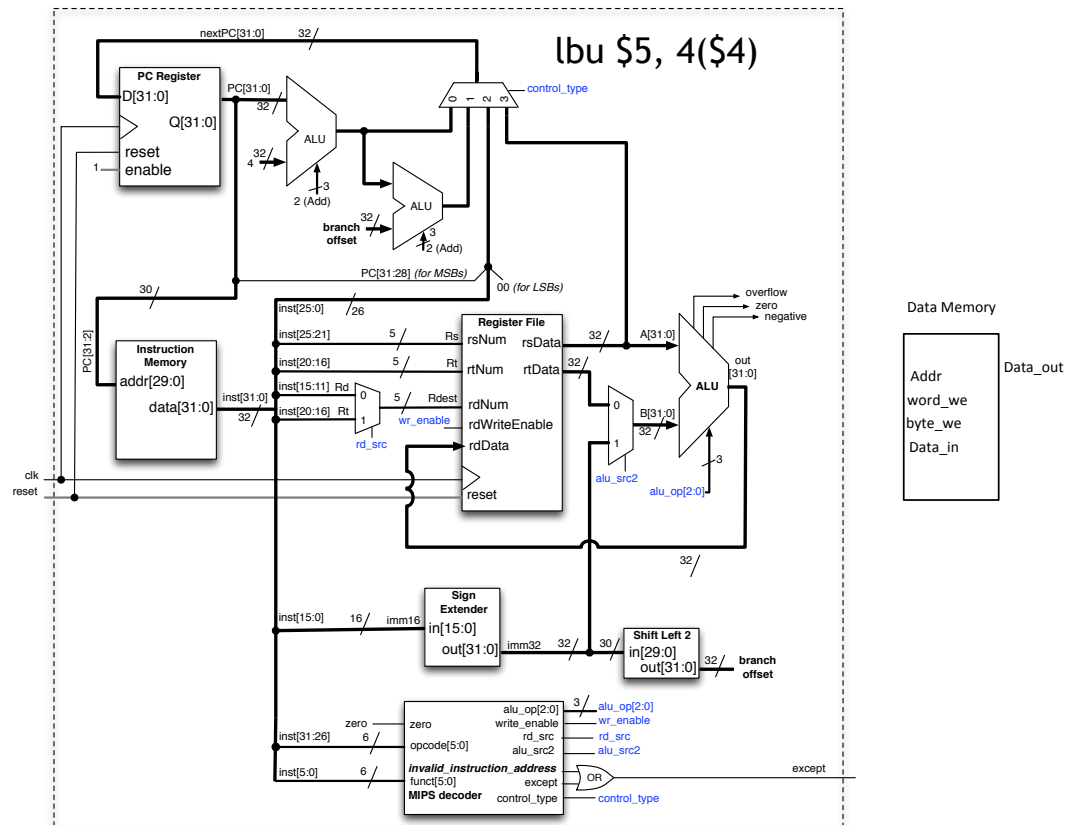 lbu $5, 4($4)
nextPC[31:0]
32
PC Register
D[31:0]
Q[31:0]
reset
enable
1
PC[31:0]
32
4
32
ALU
3
2 (Add)
ALU
branch
offset
32
3
2 (Add)
0
1
2
3
control_type
PC[31:28] (for MSBs)
00 (for LSBs)
30
PC[31:2]
Instruction
Memory
addr[29:0]
data[31:0]
inst[31:0]
32
inst[25:0]
26
inst[25:21]
5
Rs
inst[20:16]
5
Rt
inst[15:11]
Rd
inst[20:16]
Rt
0
1
rd_src
5
Rdest
wr_enable
Register File
rsNum
rsData
rtNum
rtData
rdNum
rdWriteEnable
rdData
reset
32
32
0
1
alu_src2
A[31:0]
B[31:0]
32
ALU
out
[31:0]
overflow
zero
negative
3
alu_op[2:0]
32
clk
reset
Data Memory
Addr
word_we
byte_we
Data_in
Data_out
inst[15:0]
16
imm16
Sign
Extender
in[15:0]
out[31:0]
imm32
32
30
Shift Left 2
in[29:0]
out[31:0]
32
branch
offset
zero
zero
inst[31:26]
6
opcode[5:0]
inst[5:0]
6
funct[5:0]
MIPS decoder
alu_op[2:0]
3
alu_op[2:0]
write_enable
wr_enable
rd_src
rd_src
alu_src2
alu_src2
invalid_instruction_address
except
OR
except
control_type
control_type